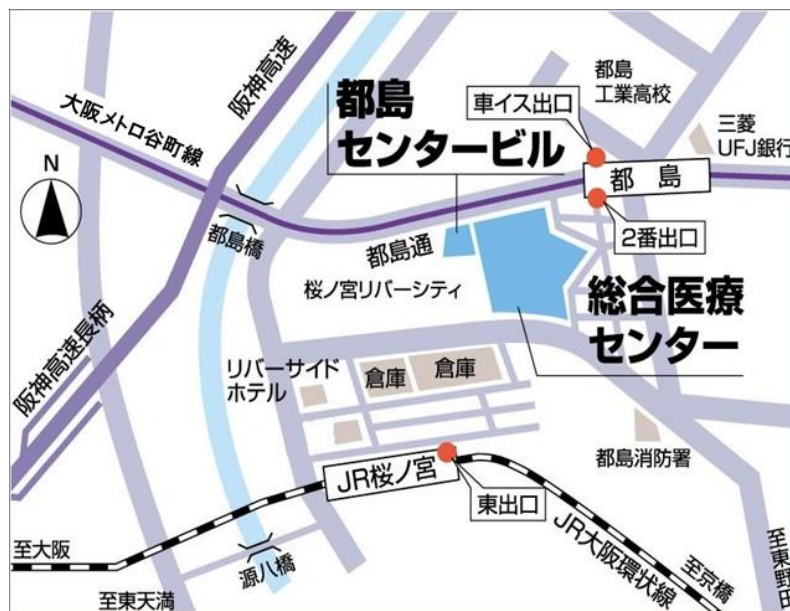 阪神高速
大阪メトロ谷町線
都島
センタービル
車イス出口
都島
工業高校
三菱
UFJ銀行
都島
2番出口
N
都島橋
都島通
桜ノ宮リバーシティ
総合医療
センター
阪神高速長柄
リバーサイド
ホテル
倉庫
倉庫
都島消防署
JR桜ノ宮
東出口
JR大阪環状線
至京橋
至東野田
至大阪
源八橋
至東天満